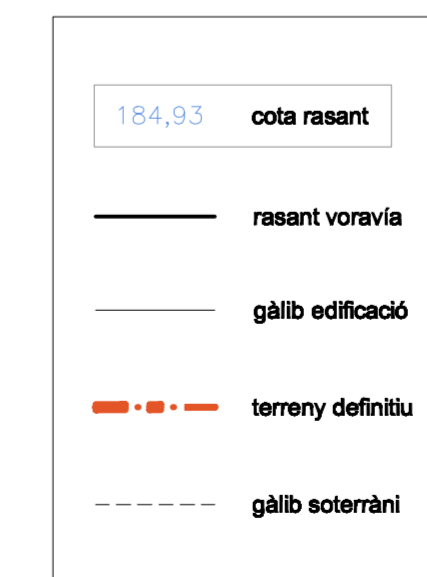 184,93 cota rasant
rasant voravía
gàlib edificació
terreny definitiu
gàlib soterràni